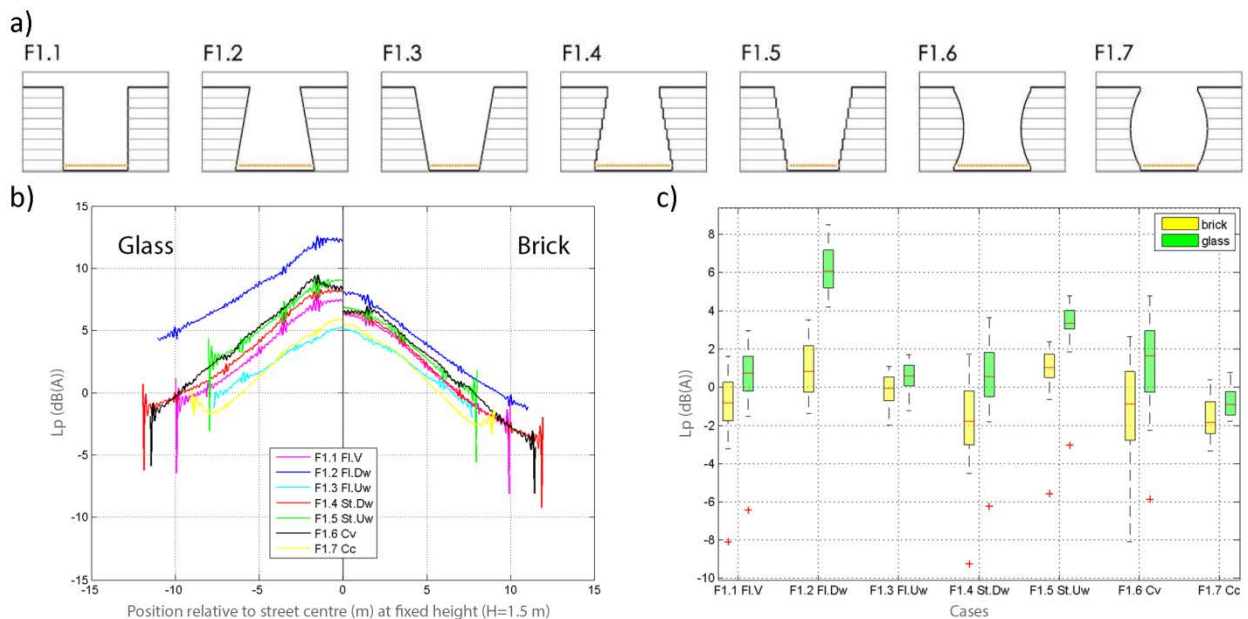 a)
F1.1 F1.2 F1.3 F1.4 F1.5 F1.6 F1.7
b)
15
10
5
0
-5
-10
-15
Glass
Brick
F1.1 Fl.V
F1.2 Fl.Dw
F1.3 Fl.Uw
F1.4 St.Dw
F1.5 St.Uw
F1.6 Cv
F1.7 Cc
-15 -10 -5 0 5 10 15
Lp (dB(A))
Position relative to street centre (m) at fixed height (H=1.5 m)
c)
brick
glass
8
6
4
2
0
-2
-4
-6
-8
-10
Lp (dB(A))
F1.1 Fl.V F1.2 Fl.Dw F1.3 Fl.Uw F1.4 St.Dw F1.5 St.Uw F1.6 Cv F1.7 Cc
Cases